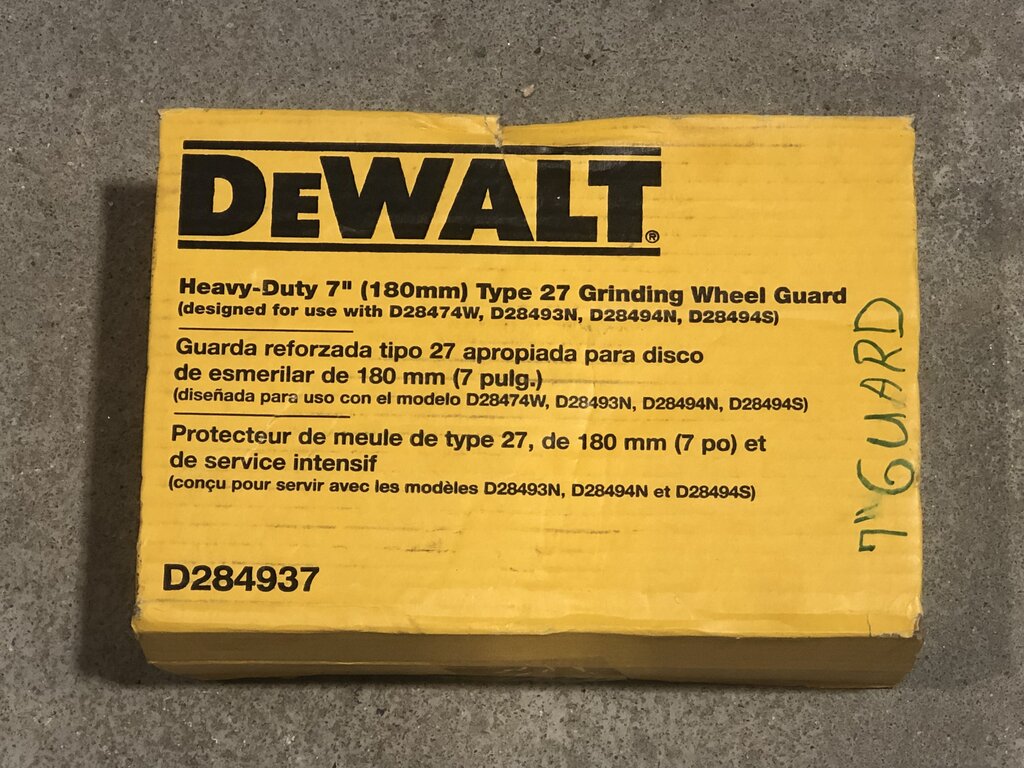 DEWALT®
Heavy-Duty 7" (180mm) Type 27 Grinding Wheel Guard
(designed for use with D28474W, D28493N, D28494N, D28494S)
Guarda reforzada tipo 27 apropiada para disco
de esmerilar de 180 mm (7 pulg.)
(diseñada para uso con el modelo D28474W, D28493N, D28494N, D28494S)
Protecteur de meule de type 27, de 180 mm (7 po) et
de service intensif
(conçu pour servir avec les modèles D28493N, D28494N et D28494S)
D284937
7" GUARD